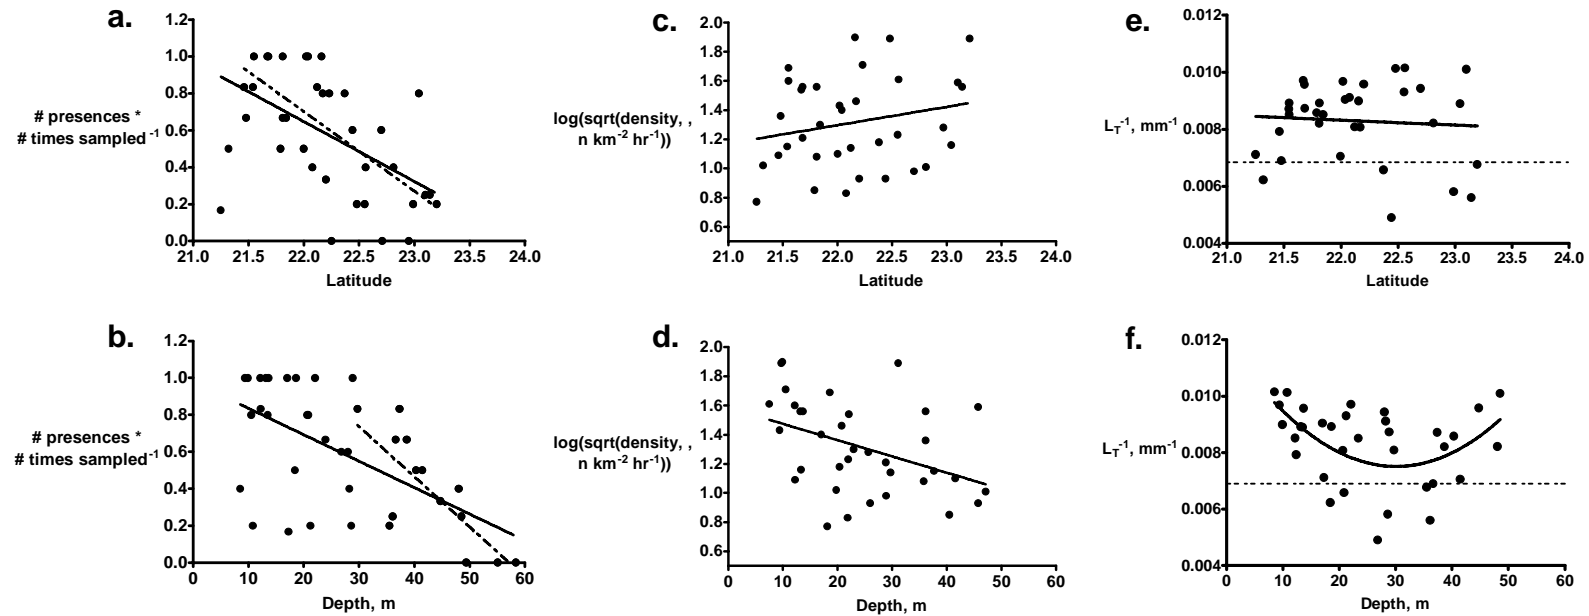 a.
1.2
1.0
0.8
0.6
0.4
0.2
0.0
# presences *
# times sampled⁻¹
21.0 21.5 22.0 22.5 23.0 23.5 24.0
Latitude
c.
2.0
1.8
1.6
1.4
1.2
1.0
0.8
0.6
log(sqrt(density, ,
n km⁻² hr⁻¹))
21.0 21.5 22.0 22.5 23.0 23.5 24.0
Latitude
e.
0.012
0.010
0.008
0.006
0.004
L_T⁻¹, mm⁻¹
21.0 21.5 22.0 22.5 23.0 23.5 24.0
Latitude
b.
1.2
1.0
0.8
0.6
0.4
0.2
0.0
# presences *
# times sampled⁻¹
0 10 20 30 40 50 60
Depth, m
d.
2.0
1.8
1.6
1.4
1.2
1.0
0.8
0.6
log(sqrt(density, ,
n km⁻² hr⁻¹))
0 10 20 30 40 50 60
Depth, m
f.
0.012
0.010
0.008
0.006
0.004
L_T⁻¹, mm⁻¹
0 10 20 30 40 50 60
Depth, m